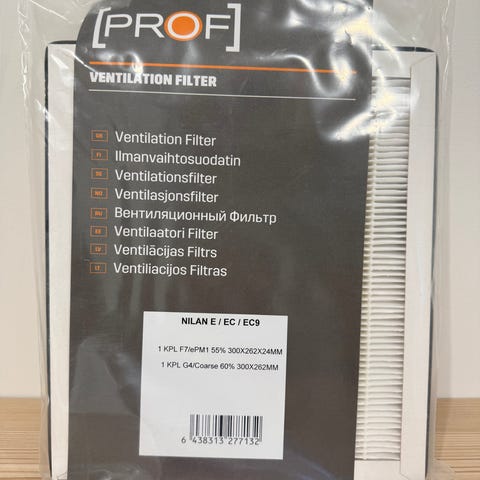 [PROF]
VENTILATION FILTER
GB Ventilation Filter
FI Ilmanvaihtosuodatin
SE Ventilationsfilter
NO Ventilasjonsfilter
RU Вентиляционный Фильтр
EE Ventilaatori Filter
LV Ventilācijas Filtrs
LT Ventiliacijos Filtras
NILAN E / EC / EC9
1 KPL F7/ePM1 55% 300X262X24MM
1 KPL G4/Coarse 60% 300X262MM
6 438313 277132